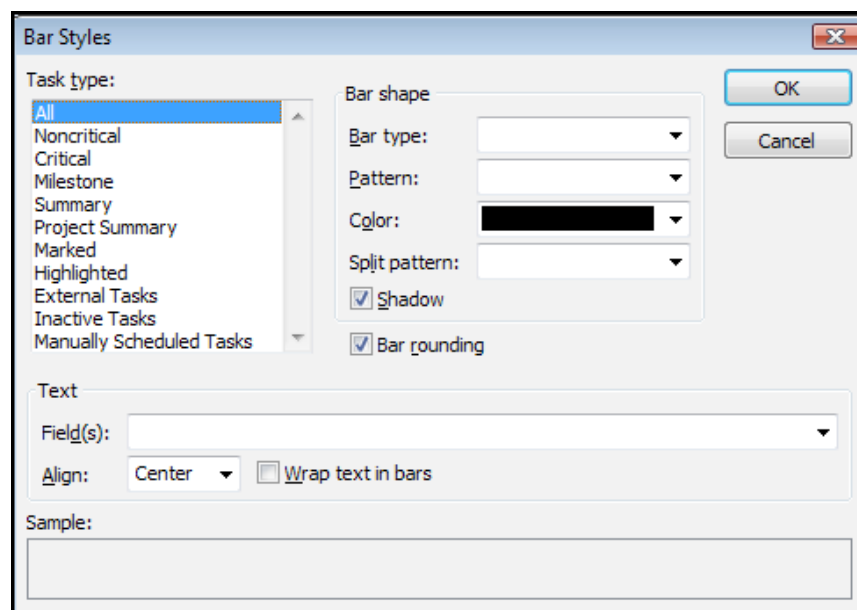 Bar Styles
Task type:
All
Noncritical
Critical
Milestone
Summary
Project Summary
Marked
Highlighted
External Tasks
Inactive Tasks
Manually Scheduled Tasks
Bar shape
Bar type:
Pattern:
Color:
Split pattern:
Shadow
Bar rounding
OK
Cancel
Text
Field(s):
Align: Center Wrap text in bars
Sample: